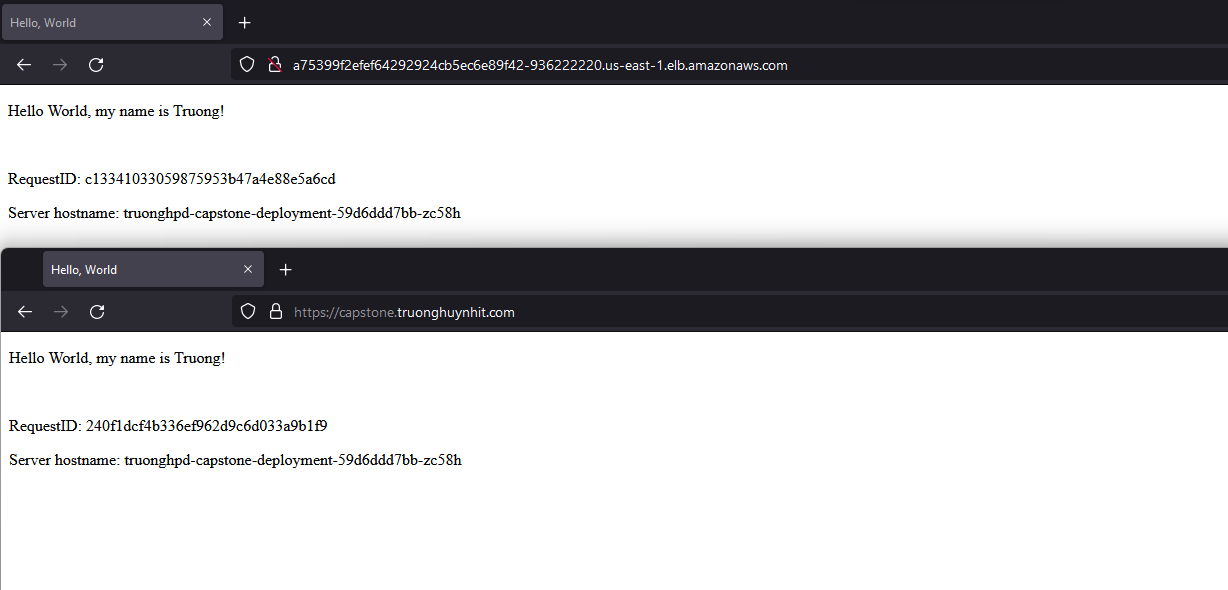 Hello, World
a75399f2efef64292924cb5ec6e89f42-936222220.us-east-1.elb.amazonaws.com
Hello World, my name is Truong!
RequestID: c13341033059875953b47a4e88e5a6cd
Server hostname: truonghpd-capstone-deployment-59d6ddd7bb-zc58h
Hello, World
https://capstone.truonghuynhit.com
Hello World, my name is Truong!
RequestID: 240f1dcf4b336ef962d9c6d033a9b1f9
Server hostname: truonghpd-capstone-deployment-59d6ddd7bb-zc58h